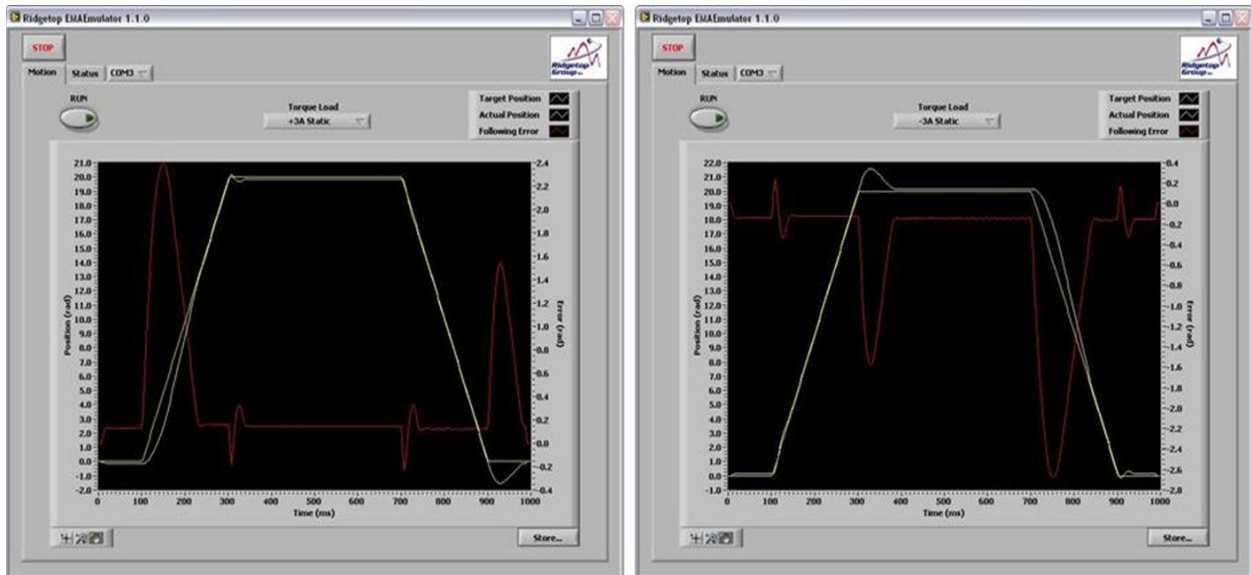 Ridgetop EMAEmulator 1.1.0
STOP
Ridgetop
Group Inc
Motion Status COM3
RUN
Torque Load
+3A Static
Target Position
Actual Position
Following Error
21.0
20.0
19.0
18.0
17.0
16.0
15.0
14.0
13.0
12.0
11.0
10.0
9.0
8.0
7.0
6.0
5.0
4.0
3.0
2.0
1.0
0.0
-1.0
-2.0
Position (rad)
2.4
2.2
2.0
1.8
1.6
1.4
1.2
1.0
0.8
0.6
0.4
0.2
0.0
-0.2
-0.4
Error (rad)
0 100 200 300 400 500 600 700 800 900 1000
Time (ms)
Store...
Ridgetop EMAEmulator 1.1.0
STOP
Ridgetop
Group Inc
Motion Status COM3
RUN
Torque Load
-3A Static
Target Position
Actual Position
Following Error
22.0
21.0
20.0
19.0
18.0
17.0
16.0
15.0
14.0
13.0
12.0
11.0
10.0
9.0
8.0
7.0
6.0
5.0
4.0
3.0
2.0
1.0
0.0
-1.0
Position (rad)
0.4
0.2
0.0
-0.2
-0.4
-0.6
-0.8
-1.0
-1.2
-1.4
-1.6
-1.8
-2.0
-2.2
-2.4
-2.6
-2.8
Error (rad)
0 100 200 300 400 500 600 700 800 900 1000
Time (ms)
Store...